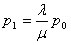 p₁ = λ/μ p₀